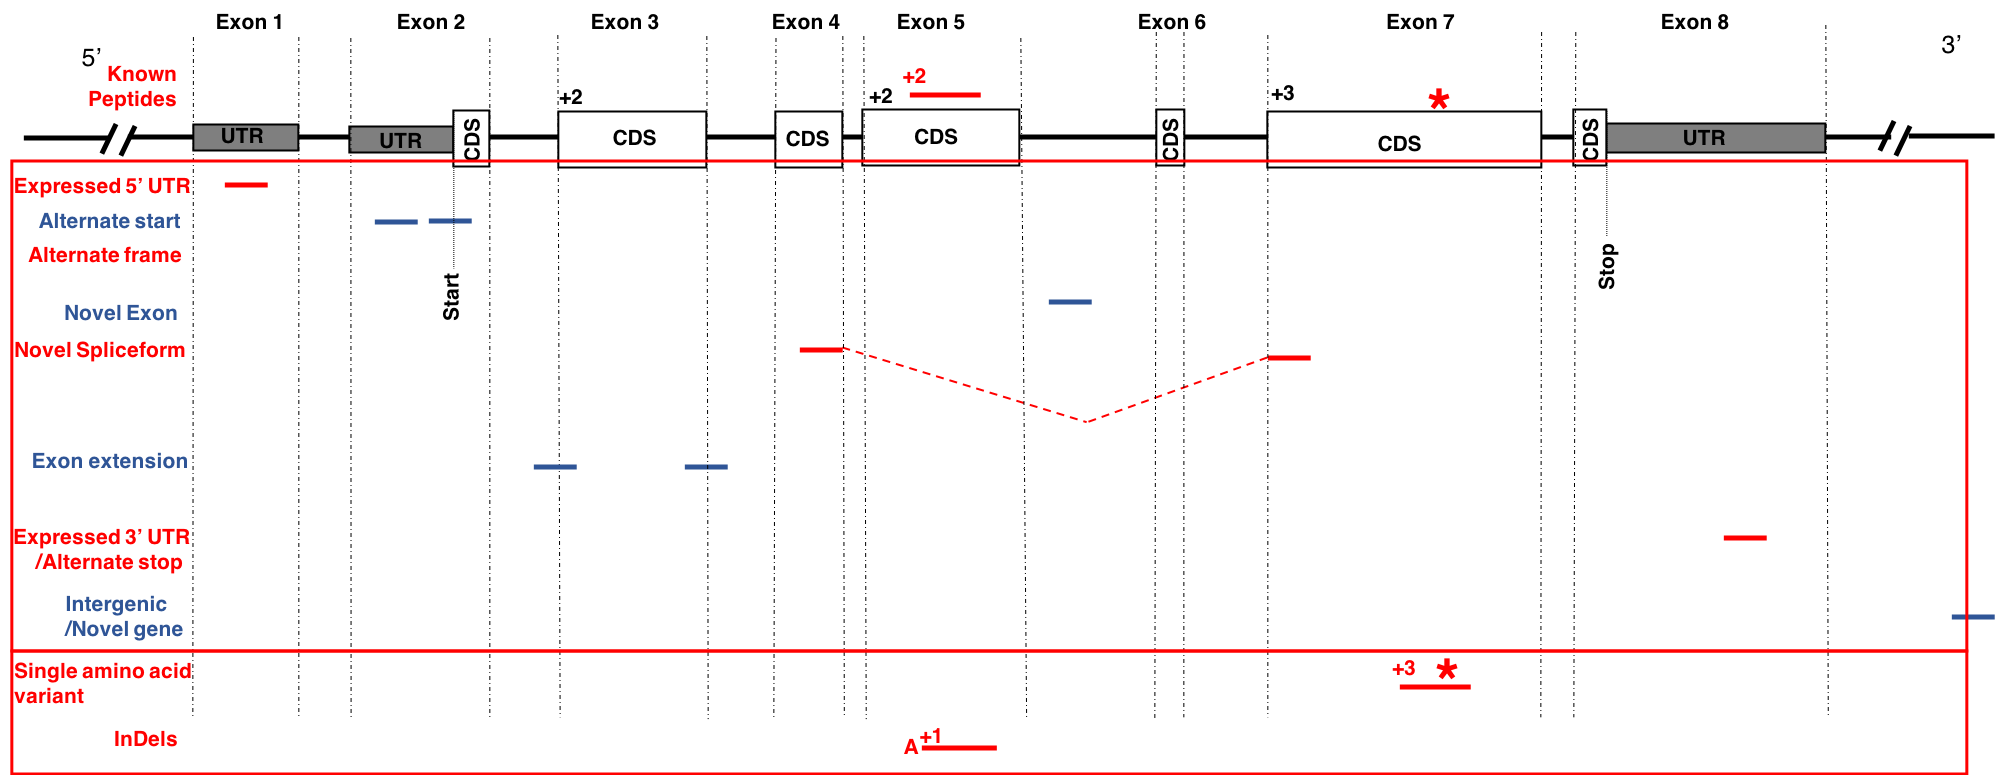 Exon 1
Exon 2
Exon 3
Exon 4
Exon 5
Exon 6
Exon 7
Exon 8
5’
3’
Known
Peptides
+2
+2
+2
+3
*
UTR
UTR
CDS
CDS
CDS
CDS
CDS
CDS
CDS
UTR
Expressed 5’ UTR
Alternate start
Alternate frame
Start
Stop
Novel Exon
Novel Spliceform
Exon extension
Expressed 3’ UTR
/Alternate stop
Intergenic
/Novel gene
Single amino acid
variant
+3 *
InDels
A+1